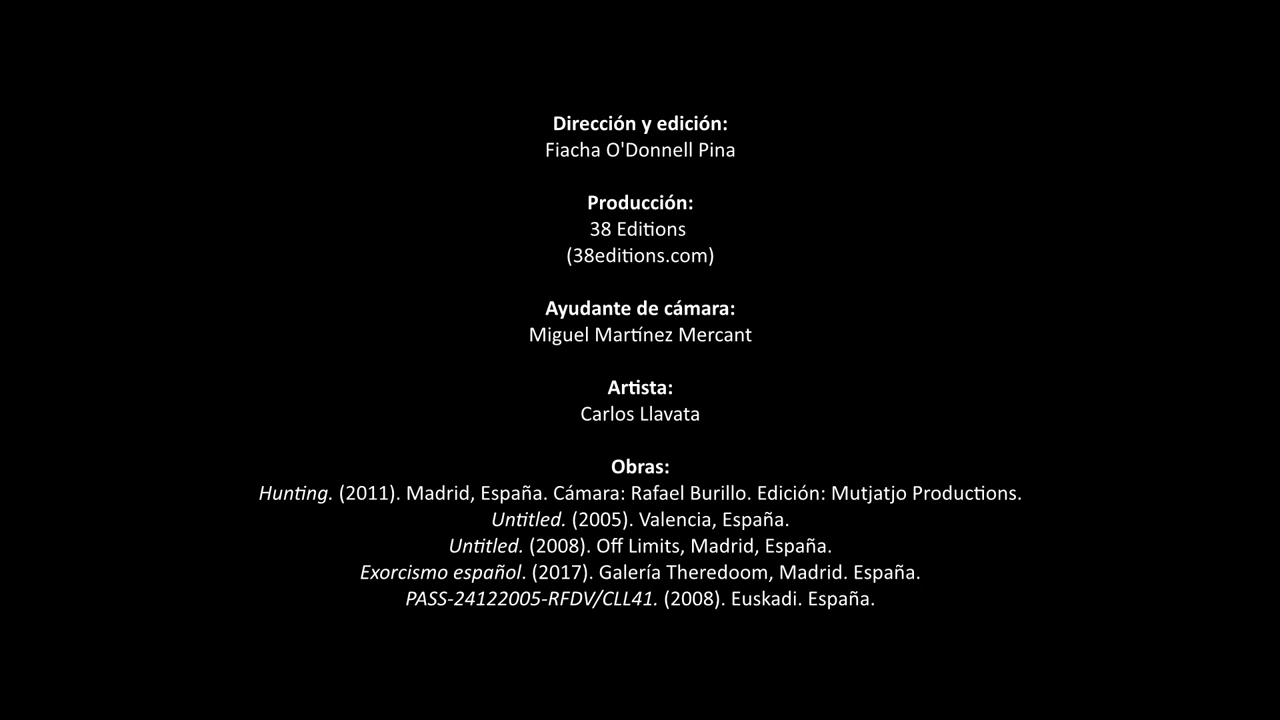 Dirección y edición:
Fiacha O'Donnell Pina
Producción:
38 Editions
(38editions.com)
Ayudante de cámara:
Miguel Martínez Mercant
Artista:
Carlos Llavata
Obras:
Hunting. (2011). Madrid, España. Cámara: Rafael Burillo. Edición: Mutjatjo Productions.
Untitled. (2005). Valencia, España.
Untitled. (2008). Off Limits, Madrid, España.
Exorcismo español. (2017). Galería Theredoom, Madrid. España.
PASS-24122005-RFDV/CLL41. (2008). Euskadi. España.